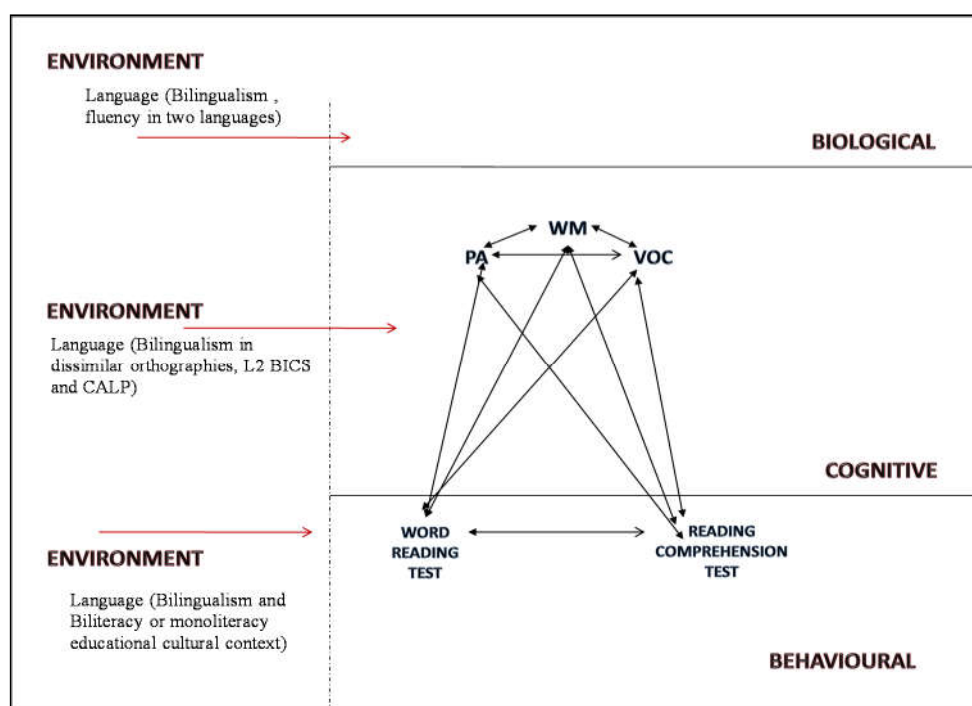 ENVIRONMENT
Language (Bilingualism ,
fluency in two languages)
BIOLOGICAL
WM
PA
VOC
ENVIRONMENT
Language (Bilingualism in
dissimilar orthographies, L2 BICS
and CALP)
COGNITIVE
WORD
READING
TEST
READING
COMPREHENSION
TEST
ENVIRONMENT
Language (Bilingualism and
Biliteracy or monoliteracy
educational cultural context)
BEHAVIOURAL